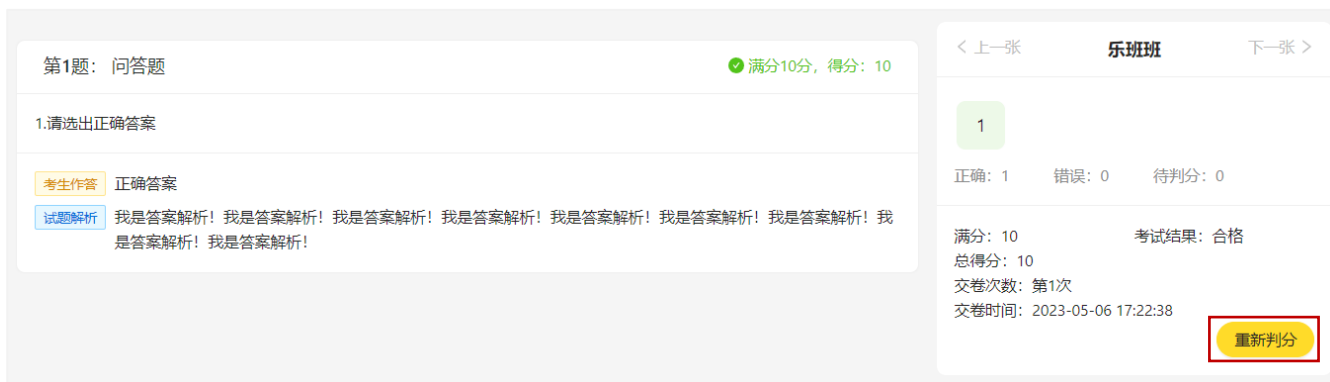 第1题： 问答题
满分10分，得分：10
1.请选出正确答案
考生作答 正确答案
试题解析 我是答案解析！我是答案解析！我是答案解析！我是答案解析！我是答案解析！我是答案解析！我是答案解析！我
是答案解析！我是答案解析！
< 上一张 乐班班 下一张 >
1
正确：1 错误：0 待判分：0
满分：10 考试结果：合格
总得分：10
交卷次数：第1次
交卷时间：2023-05-06 17:22:38
重新判分